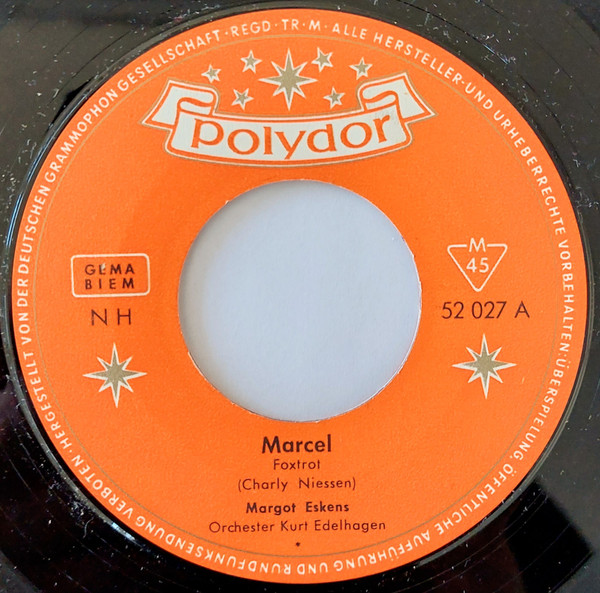 HERGESTELLT VON DER DEUTSCHEN GRAMMOPHON GESELLSCHAFT · REGD · TR · M · ALLE HERSTELLER- UND URHEBERRECHTE VORBEHALTEN: ÜBERSPIELUNG ÖFFENTLICHE AUFFÜHRUNG UND RUNDFUNKSENDUNG VERBOTEN ·
Polydor
GEMA
BIEM
NH
M
45
52 027 A
Marcel
Foxtrot
(Charly Niessen)
Margot Eskens
Orchester Kurt Edelhagen